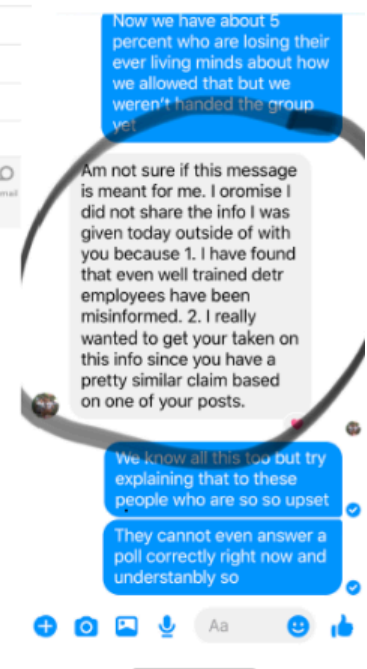 Now we have about 5
percent who are losing their
ever living minds about how
we allowed that but we
weren't handed the group
yet
mail
Am not sure if this message
is meant for me. I oromise I
did not share the info I was
given today outside of with
you because 1. I have found
that even well trained detr
employees have been
misinformed. 2. I really
wanted to get your taken on
this info since you have a
pretty similar claim based
on one of your posts.
We know all this too but try
explaining that to these
people who are so so upset
They cannot even answer a
poll correctly right now and
understanbly so
Aa